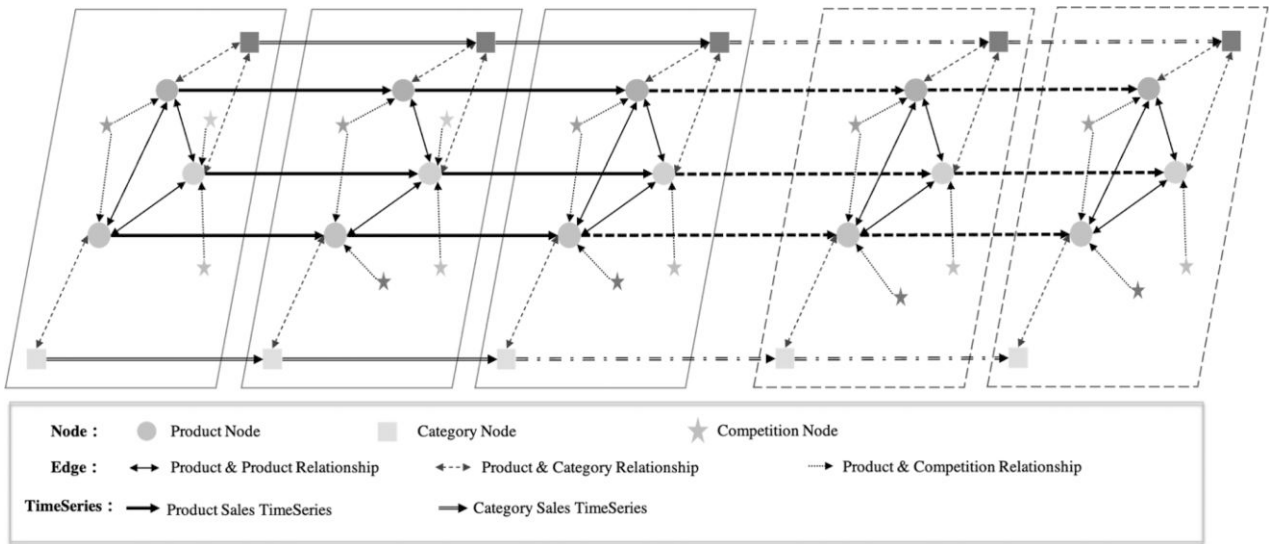 Node： Product Node Category Node Competition Node
Edge： Product & Product Relationship Product & Category Relationship Product & Competition Relationship
TimeSeries： Product Sales TimeSeries Category Sales TimeSeries